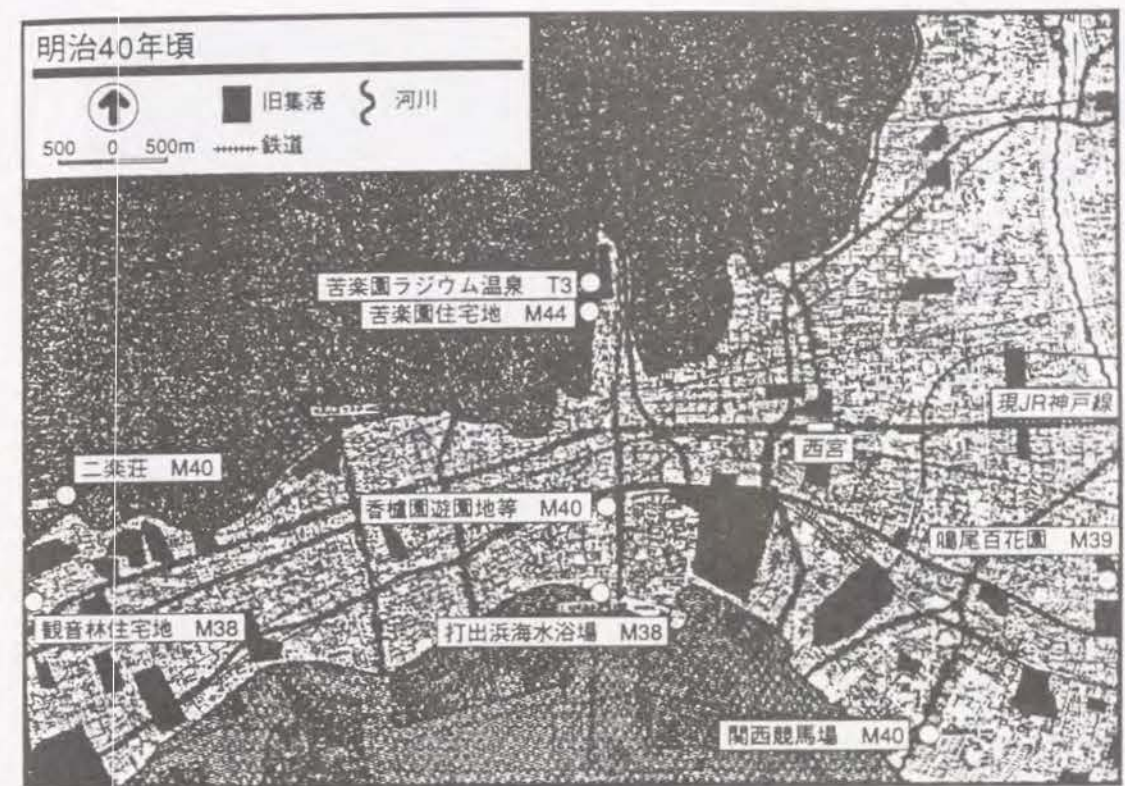 明治40年頃
旧集落
河川
500 0 500m
鉄道
苦楽園ラジウム温泉 T3
苦楽園住宅地 M44
現JR神戸線
西宮
二楽荘 M40
香櫨園遊園地等 M40
鳴尾百花園 M39
観音林住宅地 M38
打出浜海水浴場 M38
関西競馬場 M40